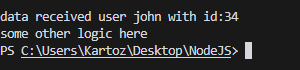 data received user john with id:34
some other logic here
PS C:\Users\Kartoz\Desktop\NodeJS>